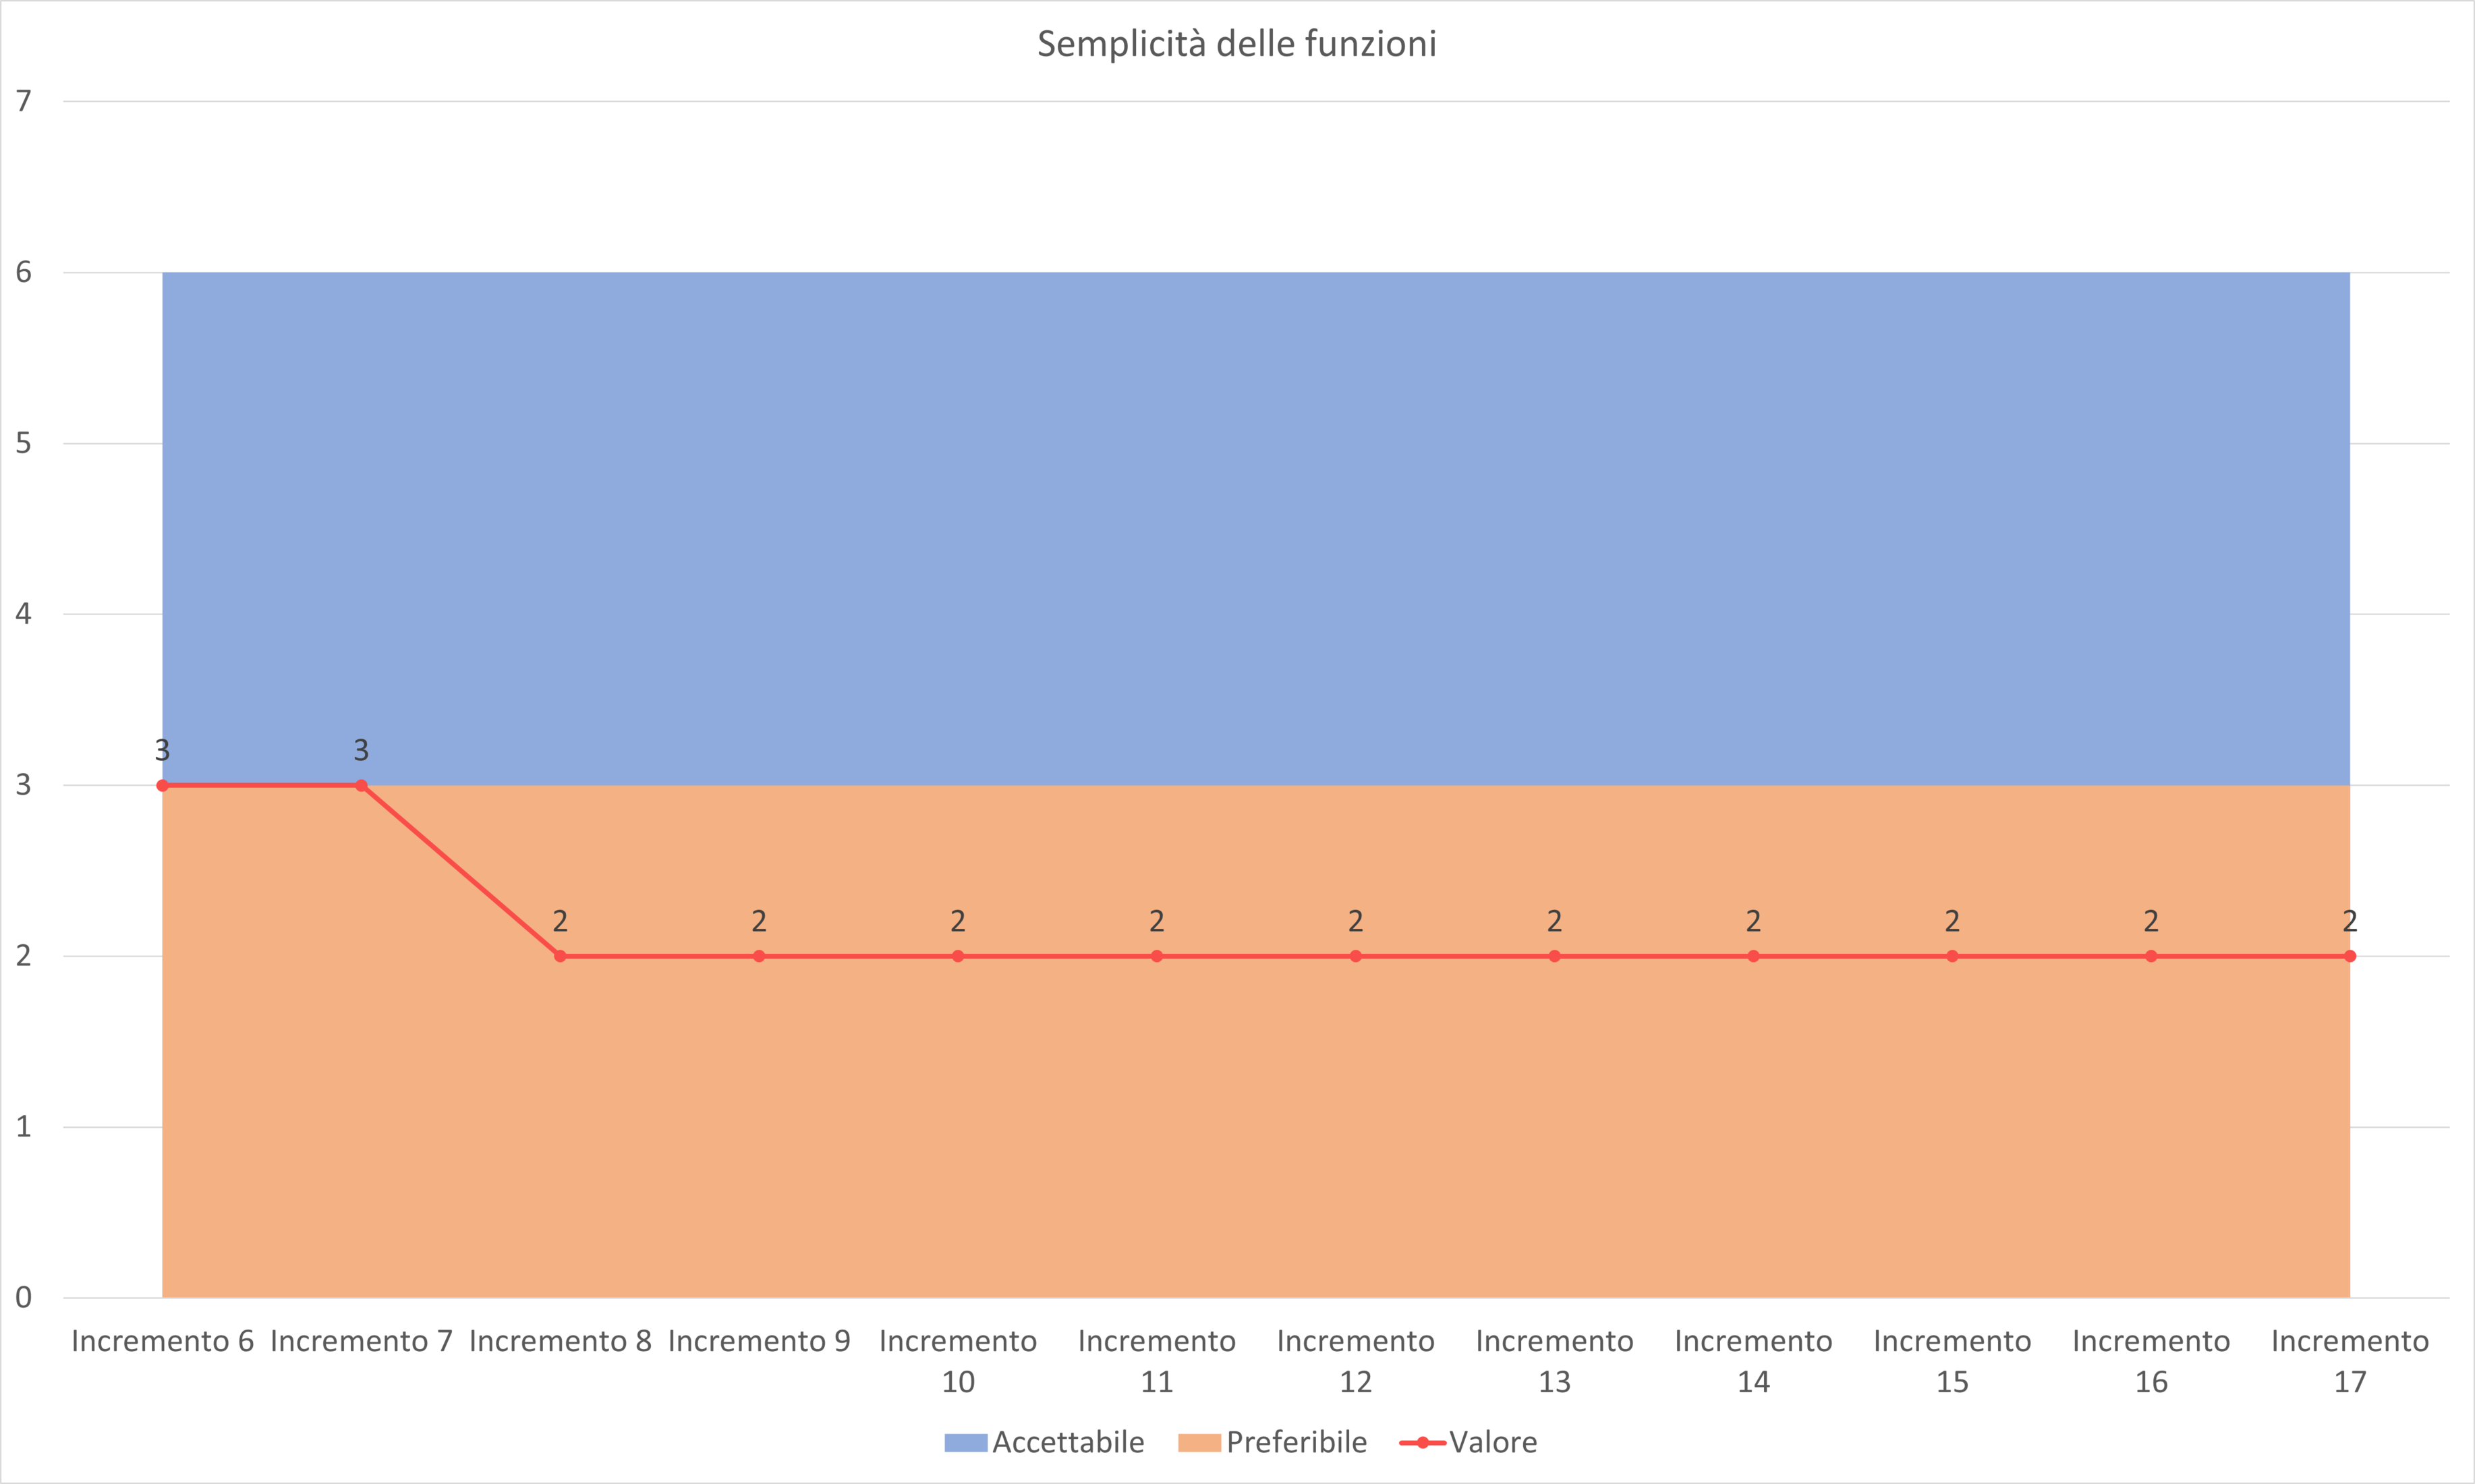 Semplicità delle funzioni
7
6
5
4
3
2
1
0
3
3
2
2
2
2
2
2
2
2
2
2
Incremento 6
Incremento 7
Incremento 8
Incremento 9
Incremento
10
Incremento
11
Incremento
12
Incremento
13
Incremento
14
Incremento
15
Incremento
16
Incremento
17
Accettabile
Preferibile
Valore